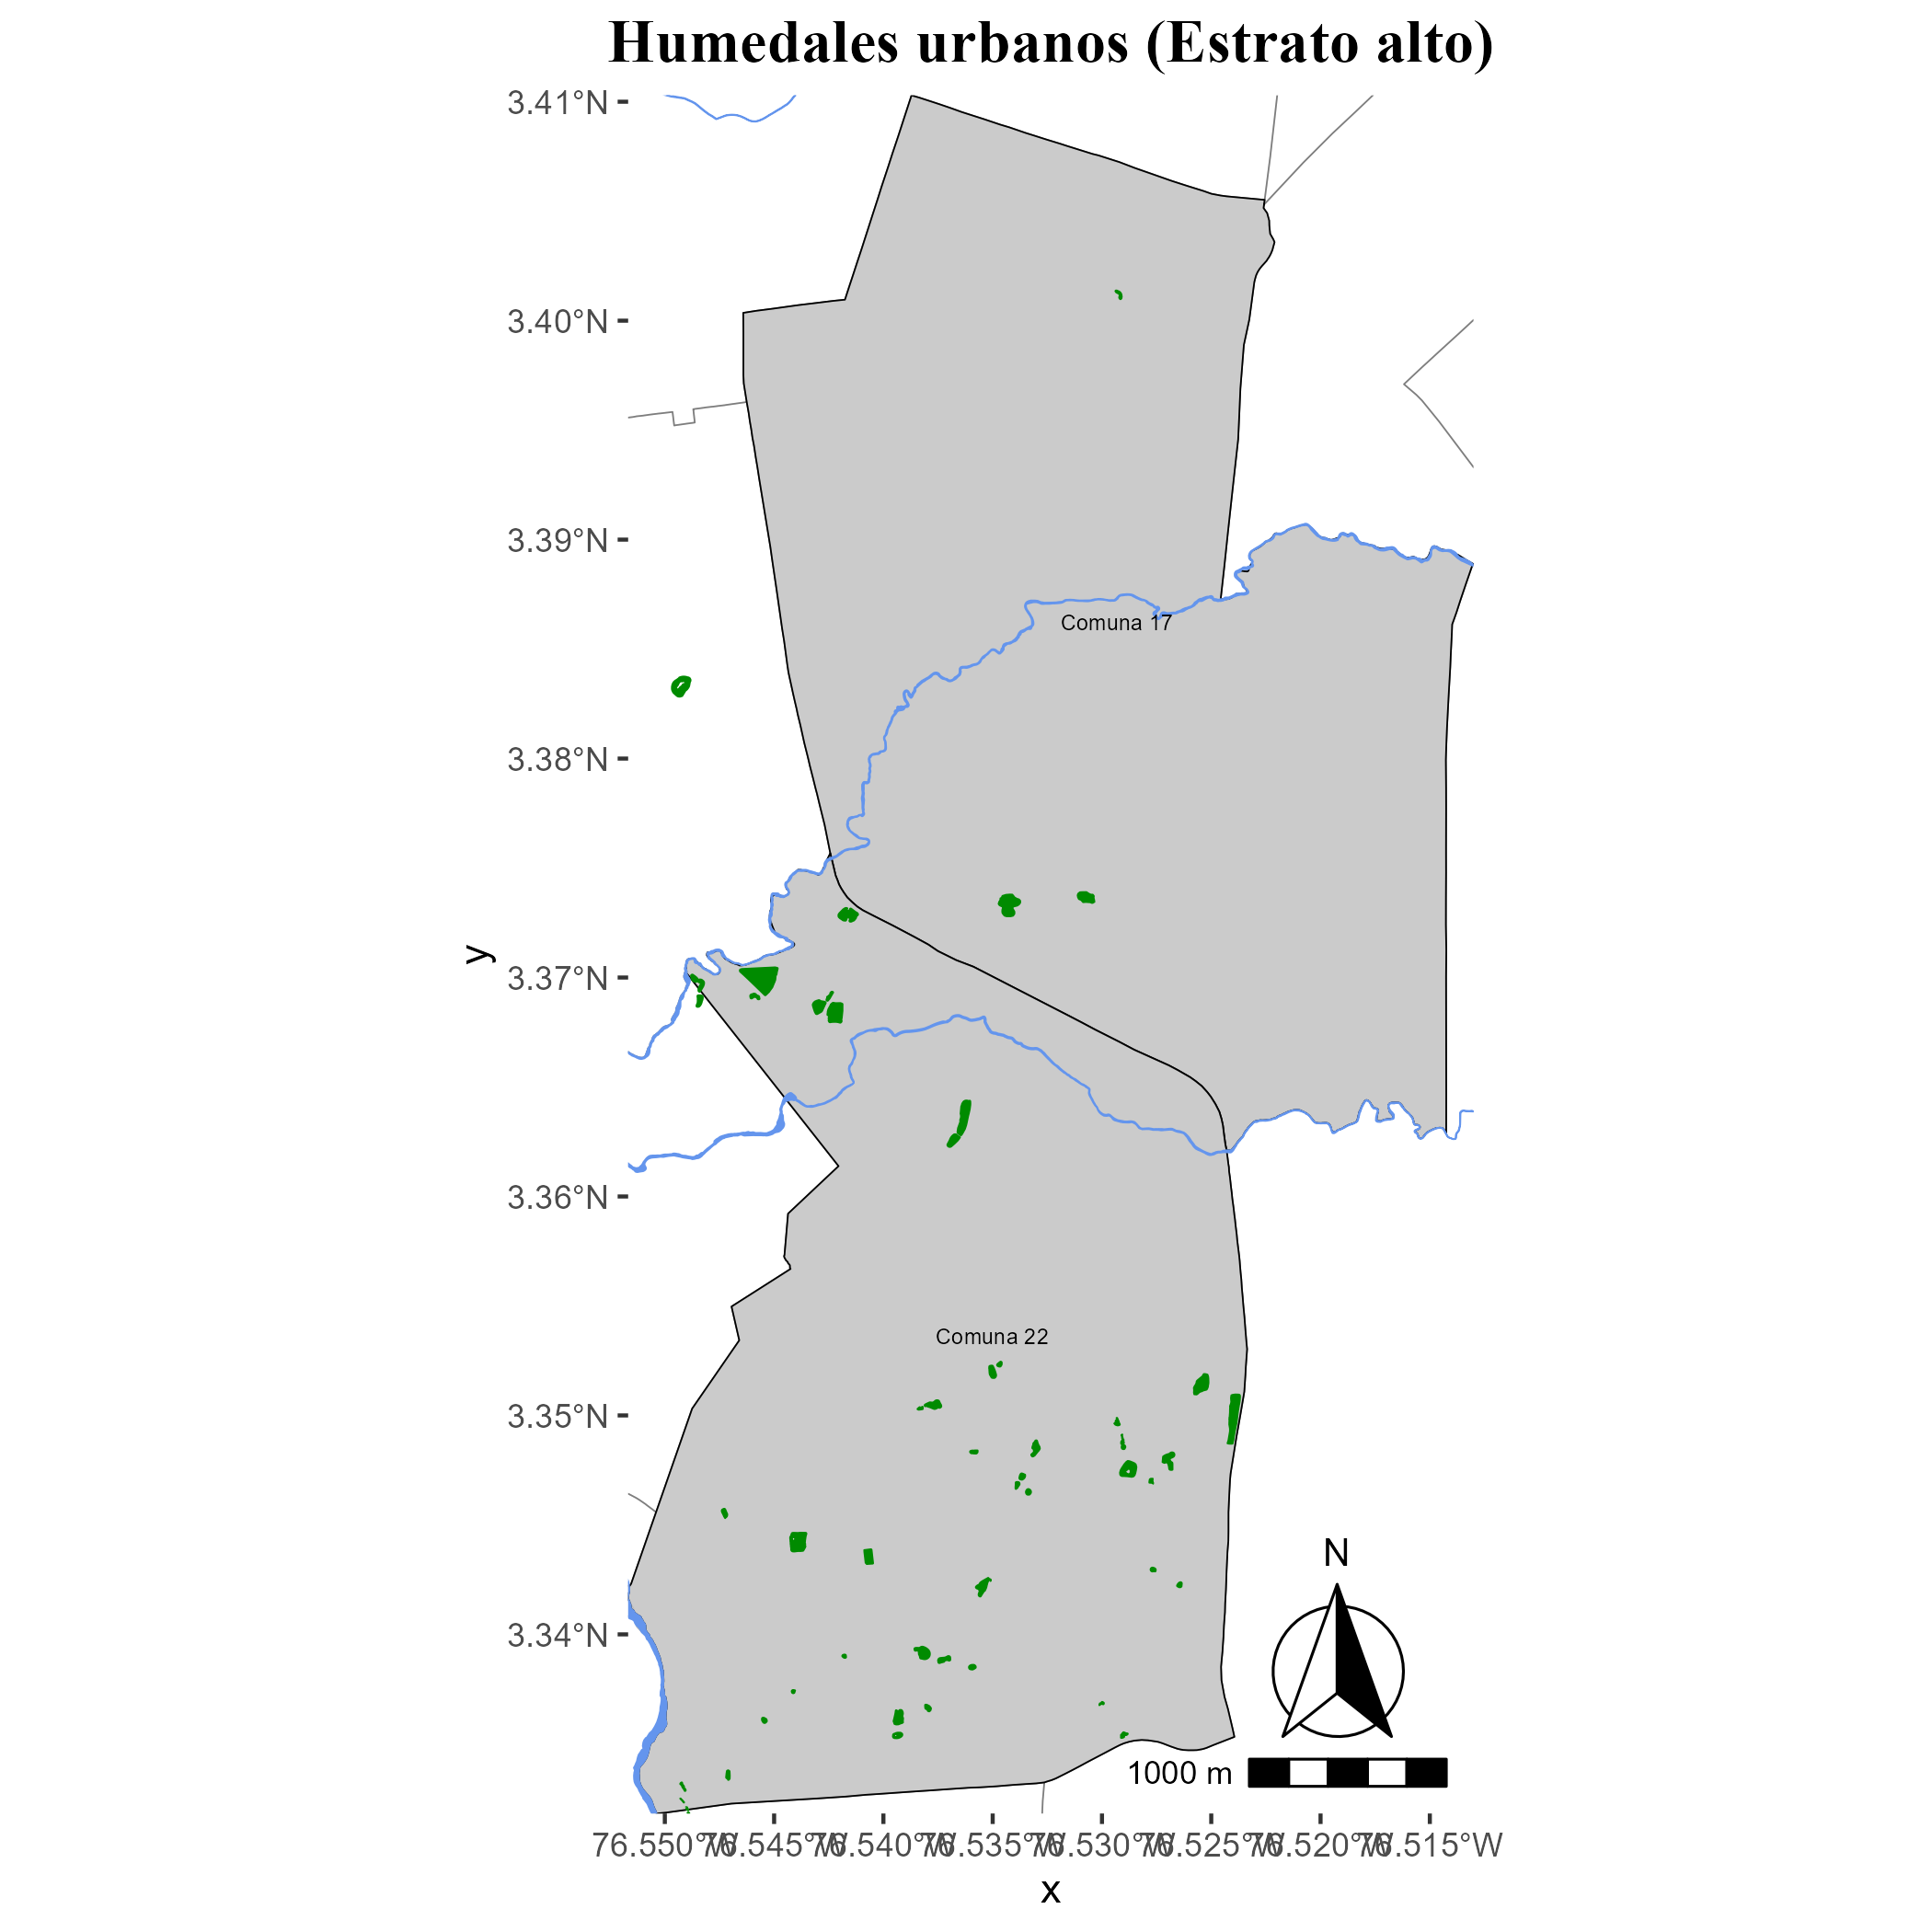 Humedales urbanos (Estrato alto)
3.41°N
3.40°N
3.39°N
Comuna 17
3.38°N
y
3.37°N
3.36°N
Comuna 22
3.35°N
N
3.34°N
1000 m
76.550°W 76.545°W 76.540°W 76.535°W 76.530°W 76.525°W 76.520°W 76.515°W
x